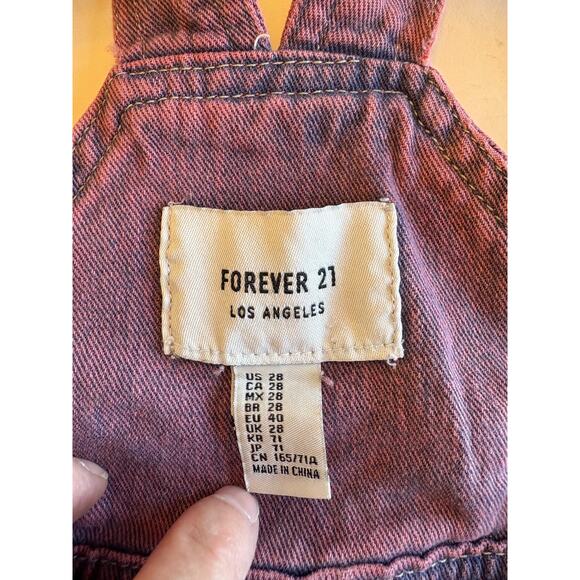 FOREVER 21
LOS ANGELES
US 28
CA 28
MX 28
BR 28
EU 40
UK 28
KR 71
JP 71
CN 165/71A
MADE IN CHINA